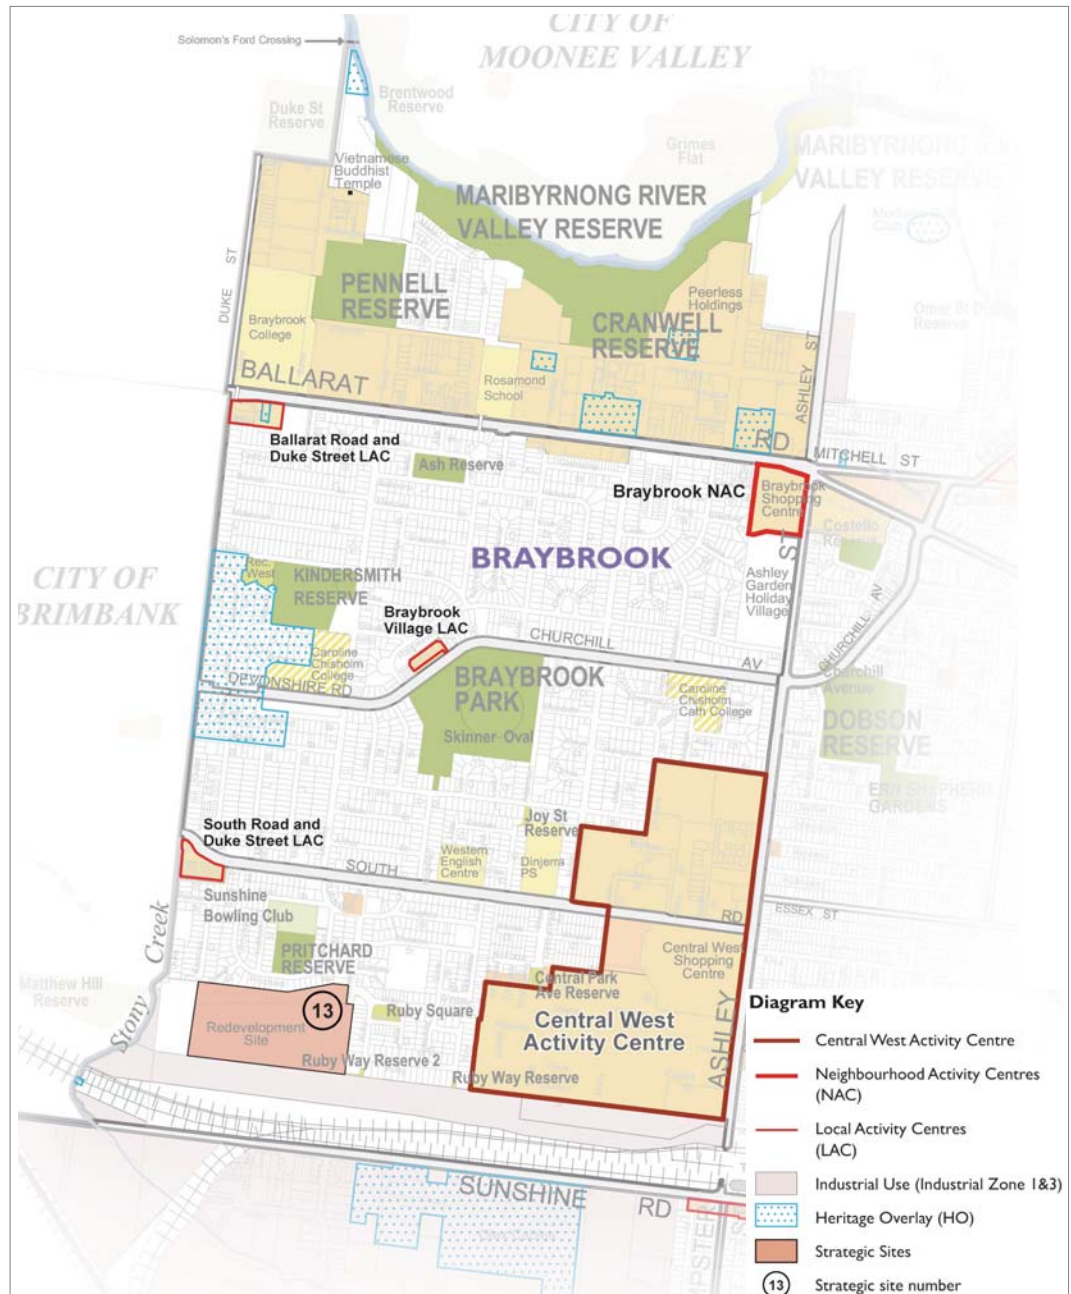 CITY OF
MOONEE VALLEY
Solomon's Ford Crossing
Brentwood
Reserve
Duke St
Reserve
Grimes
Flat
MARIBYRNONG
VALLEY RESERVE
Vietnamese
Buddhist
Temple
MARIBYRNONG RIVER
VALLEY RESERVE
DUKE ST
PENNELL
RESERVE
Peerless
Holdings
Braybrook
College
CRANWELL
RESERVE
ASHLEY ST
BALLARAT
Rosamond
School
RD
MITCHELL ST
Ballarat Road and
Duke Street LAC
Ash Reserve
Braybrook NAC
Braybrook
Shopping
Centre
Costello
BRAYBROOK
ST
CITY OF
BRIMBANK
Rec.
West
KINDERSMITH
RESERVE
Ashley
Garden
Holiday
Village
Braybrook
Village LAC
CHURCHILL
AV
CHURCHILL AV
Caroline
Chisholm
College
DEVONSHIRE RD
BRAYBROOK
PARK
Skinner Oval
Caroline
Chisholm
Cath College
Churchill
Avenue
DOBSON
RESERVE
ERN SHEPHERD
GARDENS
South Road and
Duke Street LAC
Joy St
Reserve
Western
English
Centre
Dinjerra
PS
SOUTH
RD
ESSEX ST
Sunshine
Bowling Club
Stony Creek
PRITCHARD
RESERVE
Central West
Shopping
Centre
Matthew Hill
Reserve
Central Park
Ave Reserve
13
Redevelopment
Site
Ruby Square
Central West
Activity Centre
ASHLEY
Ruby Way Reserve 2
Ruby Way Reserve
SUNSHINE
RD
Diagram Key
Central West Activity Centre
Neighbourhood Activity Centres
(NAC)
Local Activity Centres
(LAC)
Industrial Use (Industrial Zone 1&3)
Heritage Overlay (HO)
Strategic Sites
13 Strategic site number